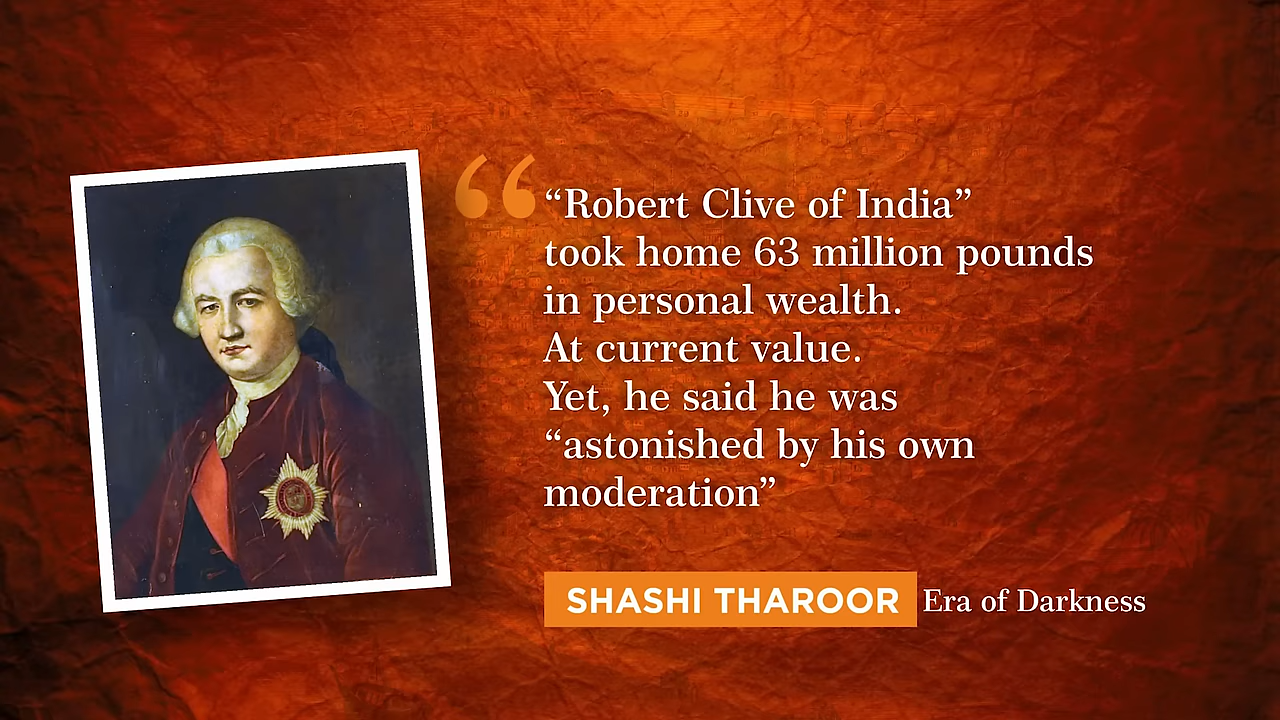 “Robert Clive of India”
took home 63 million pounds
in personal wealth.
At current value.
Yet, he said he was
“astonished by his own
moderation”
SHASHI THAROOR Era of Darkness